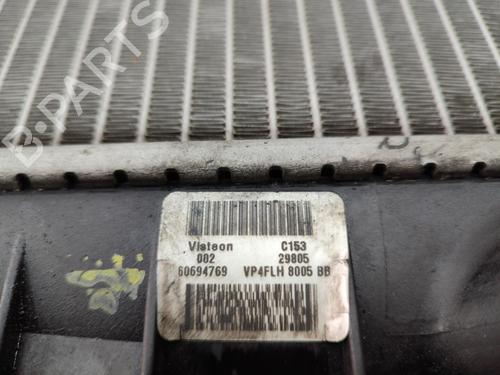 B-PARTS
Visteon C153
002 29805
60694769 VP4FLH 8005 BB